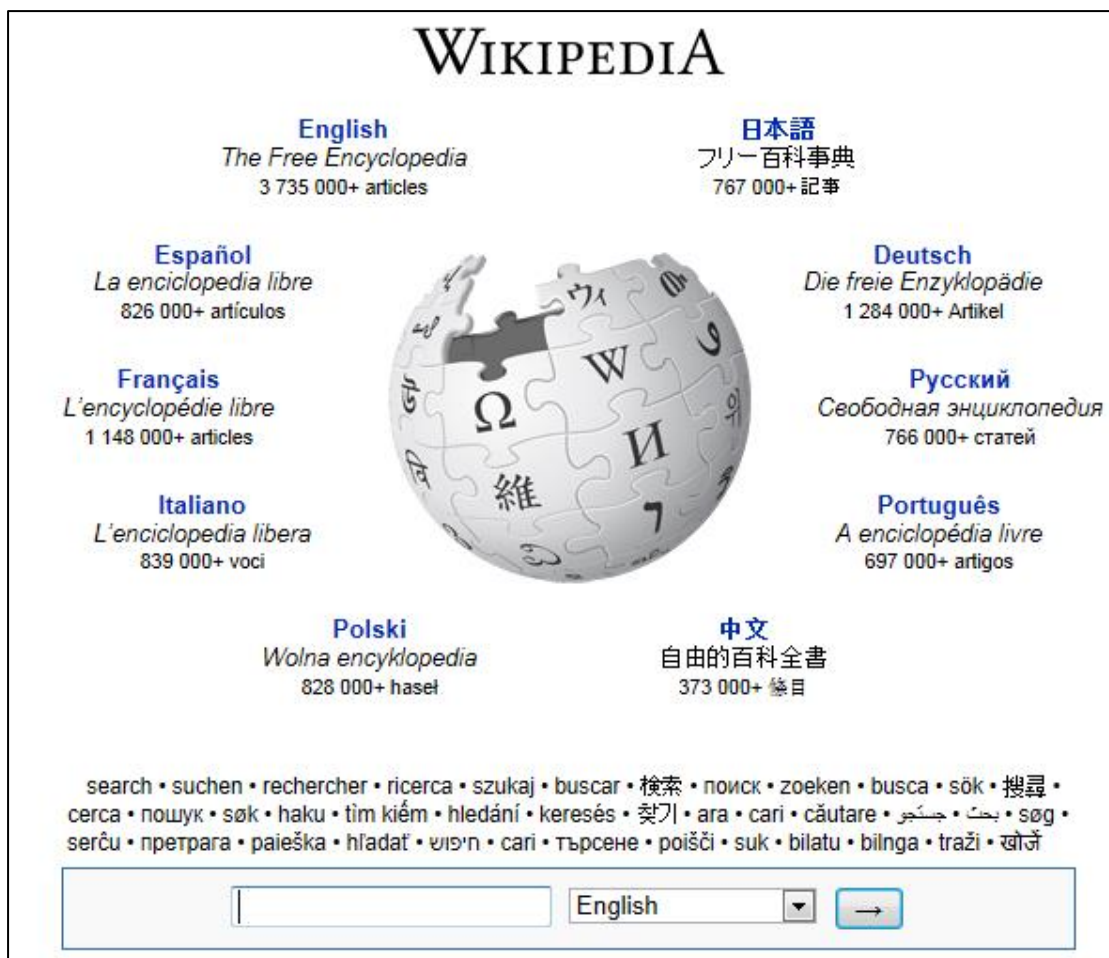 WIKIPEDIA
English
The Free Encyclopedia
3 735 000+ articles
日本語
フリー百科事典
767 000+ 記事
Español
La enciclopedia libre
826 000+ artículos
Deutsch
Die freie Enzyklopädie
1 284 000+ Artikel
Français
L'encyclopédie libre
1 148 000+ articles
Русский
Свободная энциклопедия
766 000+ статей
Italiano
L'enciclopedia libera
839 000+ voci
Português
A enciclopédia livre
697 000+ artigos
Polski
Wolna encyklopedia
828 000+ haseł
中文
自由的百科全書
373 000+ 條目
Ω
W
И
維
ウィ
위
search • suchen • rechercher • ricerca • szukaj • buscar • 検索 • поиск • zoeken • busca • sök • 搜尋 •
cerca • пошук • søk • haku • tìm kiếm • hledání • keresés • 찾기 • ara • cari • căutare • بحث • جستجو • søg •
serĉu • претрага • paieška • hľadať • חיפוש • cari • търсене • poišči • suk • bilatu • bilnga • traži • खोजें
English
→